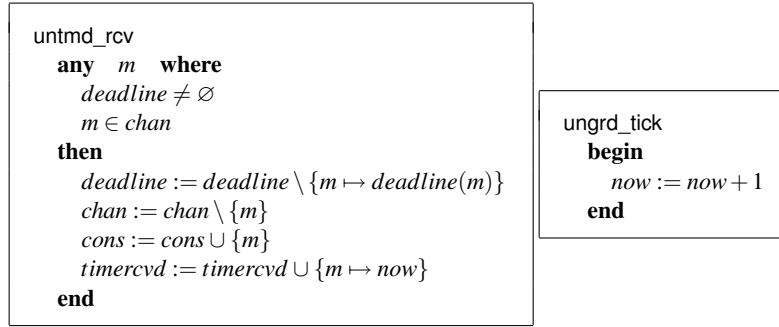 untmd_rcv
any m where
deadline ≠ ∅
m ∈ chan
then
deadline := deadline \ {m ↦ deadline(m)}
chan := chan \ {m}
cons := cons ∪ {m}
timercvd := timercvd ∪ {m ↦ now}
end
ungrd_tick
begin
now := now + 1
end